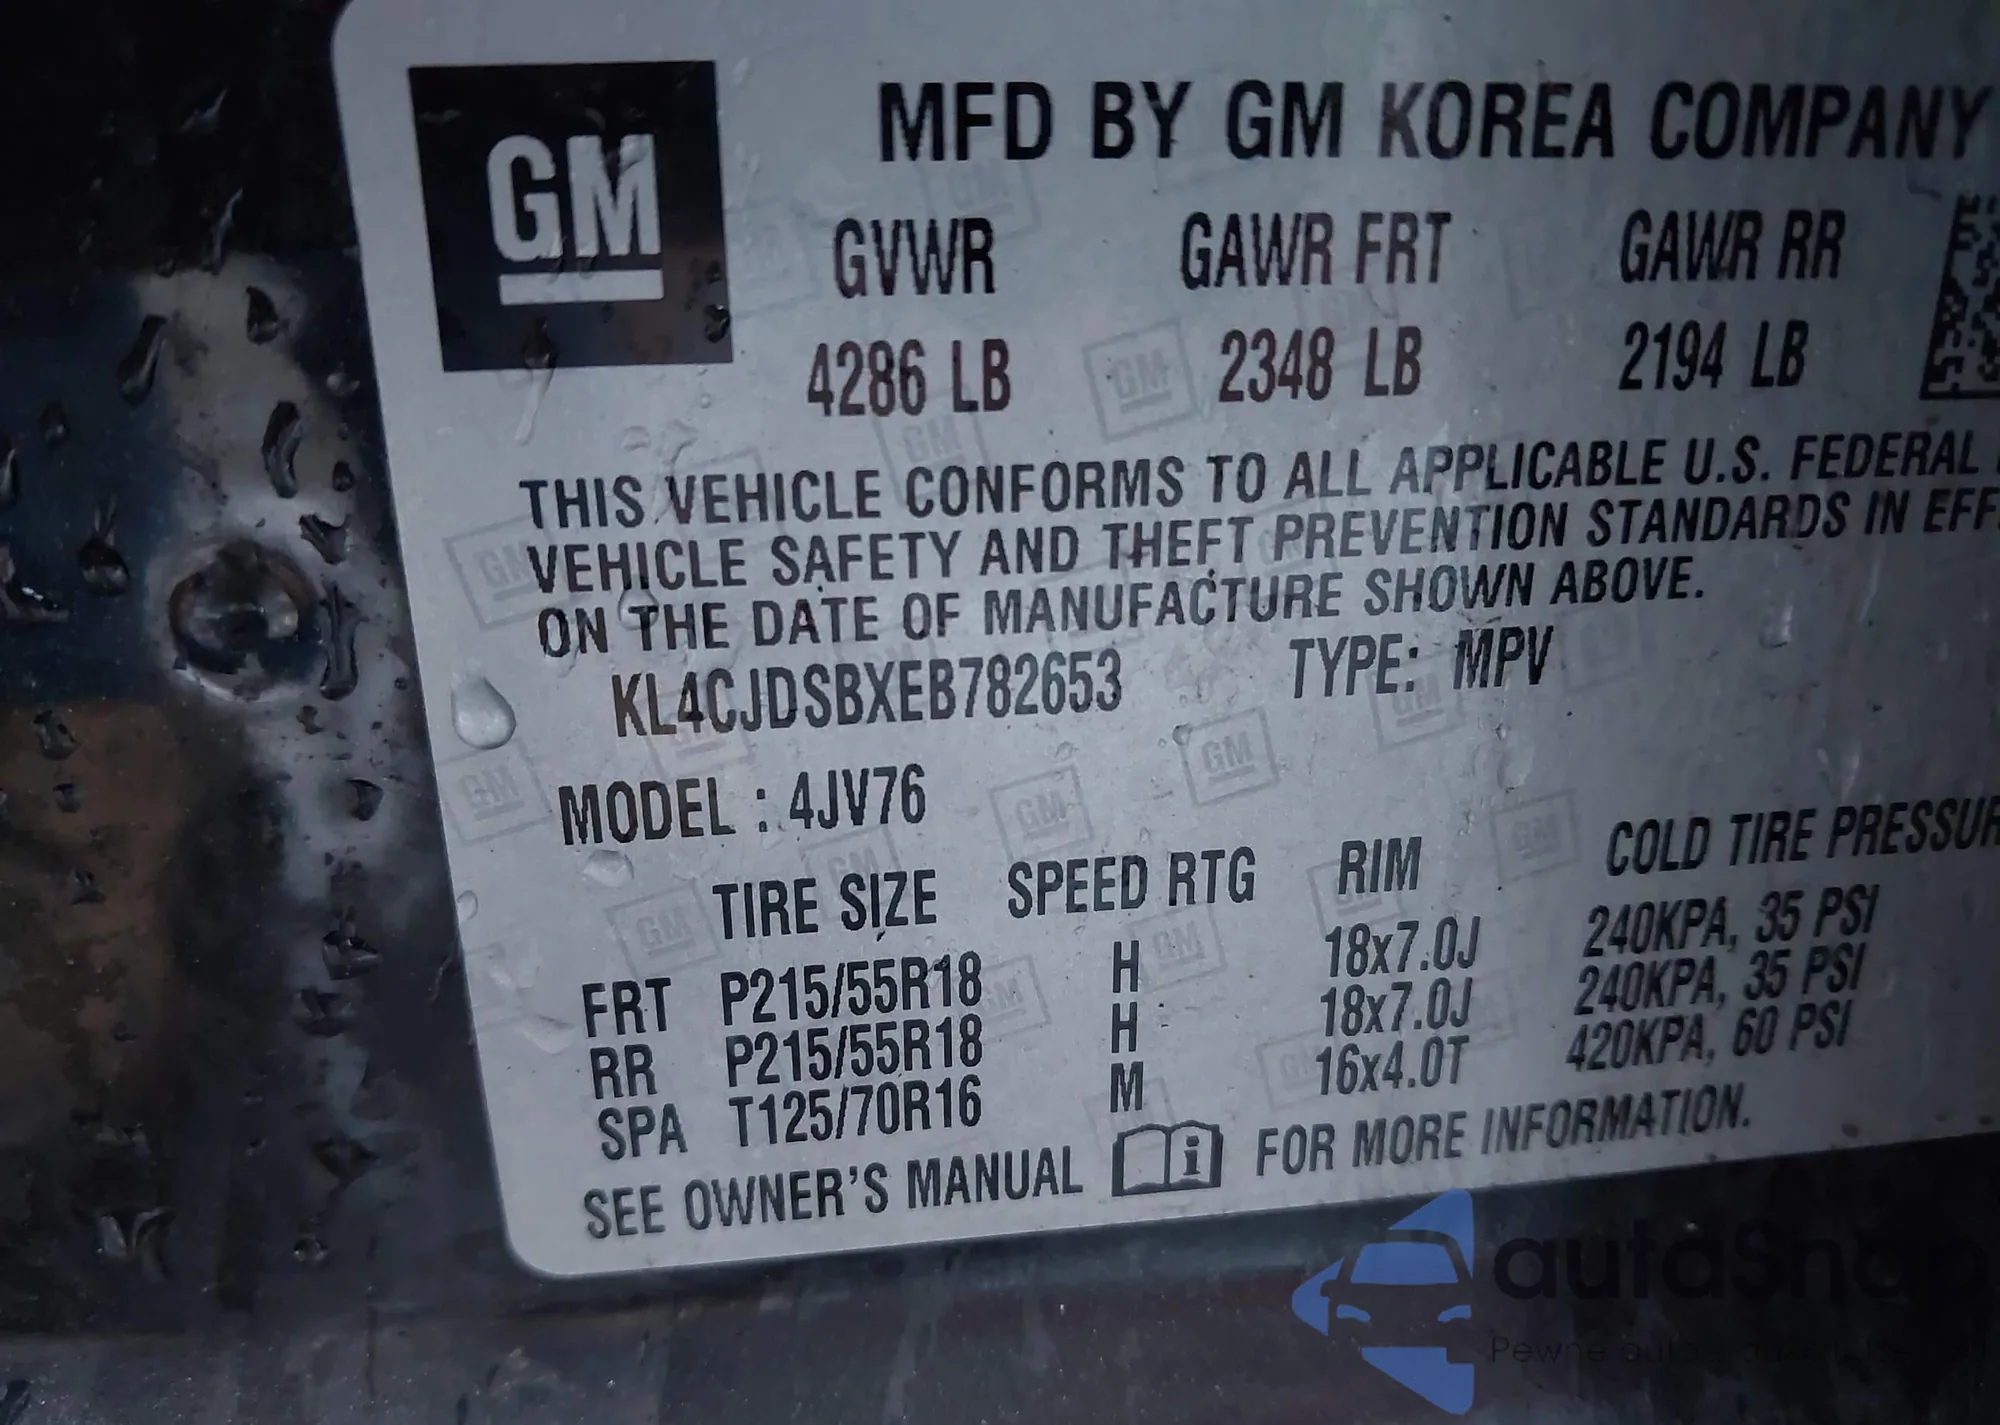 GM
MFD BY GM KOREA COMPANY
GVWR GAWR FRT GAWR RR
4286 LB 2348 LB 2194 LB
THIS VEHICLE CONFORMS TO ALL APPLICABLE U.S. FEDERAL
VEHICLE SAFETY AND THEFT PREVENTION STANDARDS IN EFF
ON THE DATE OF MANUFACTURE SHOWN ABOVE.
KL4CJDSBXEB782653 TYPE: MPV
MODEL : 4JV76
TIRE SIZE SPEED RTG RIM COLD TIRE PRESSUR
FRT P215/55R18 H 18x7.0J 240KPA, 35 PSI
RR P215/55R18 H 18x7.0J 240KPA, 35 PSI
SPA T125/70R16 M 16x4.0T 420KPA, 60 PSI
SEE OWNER'S MANUAL i FOR MORE INFORMATION.
autaSnap
Pewne auta